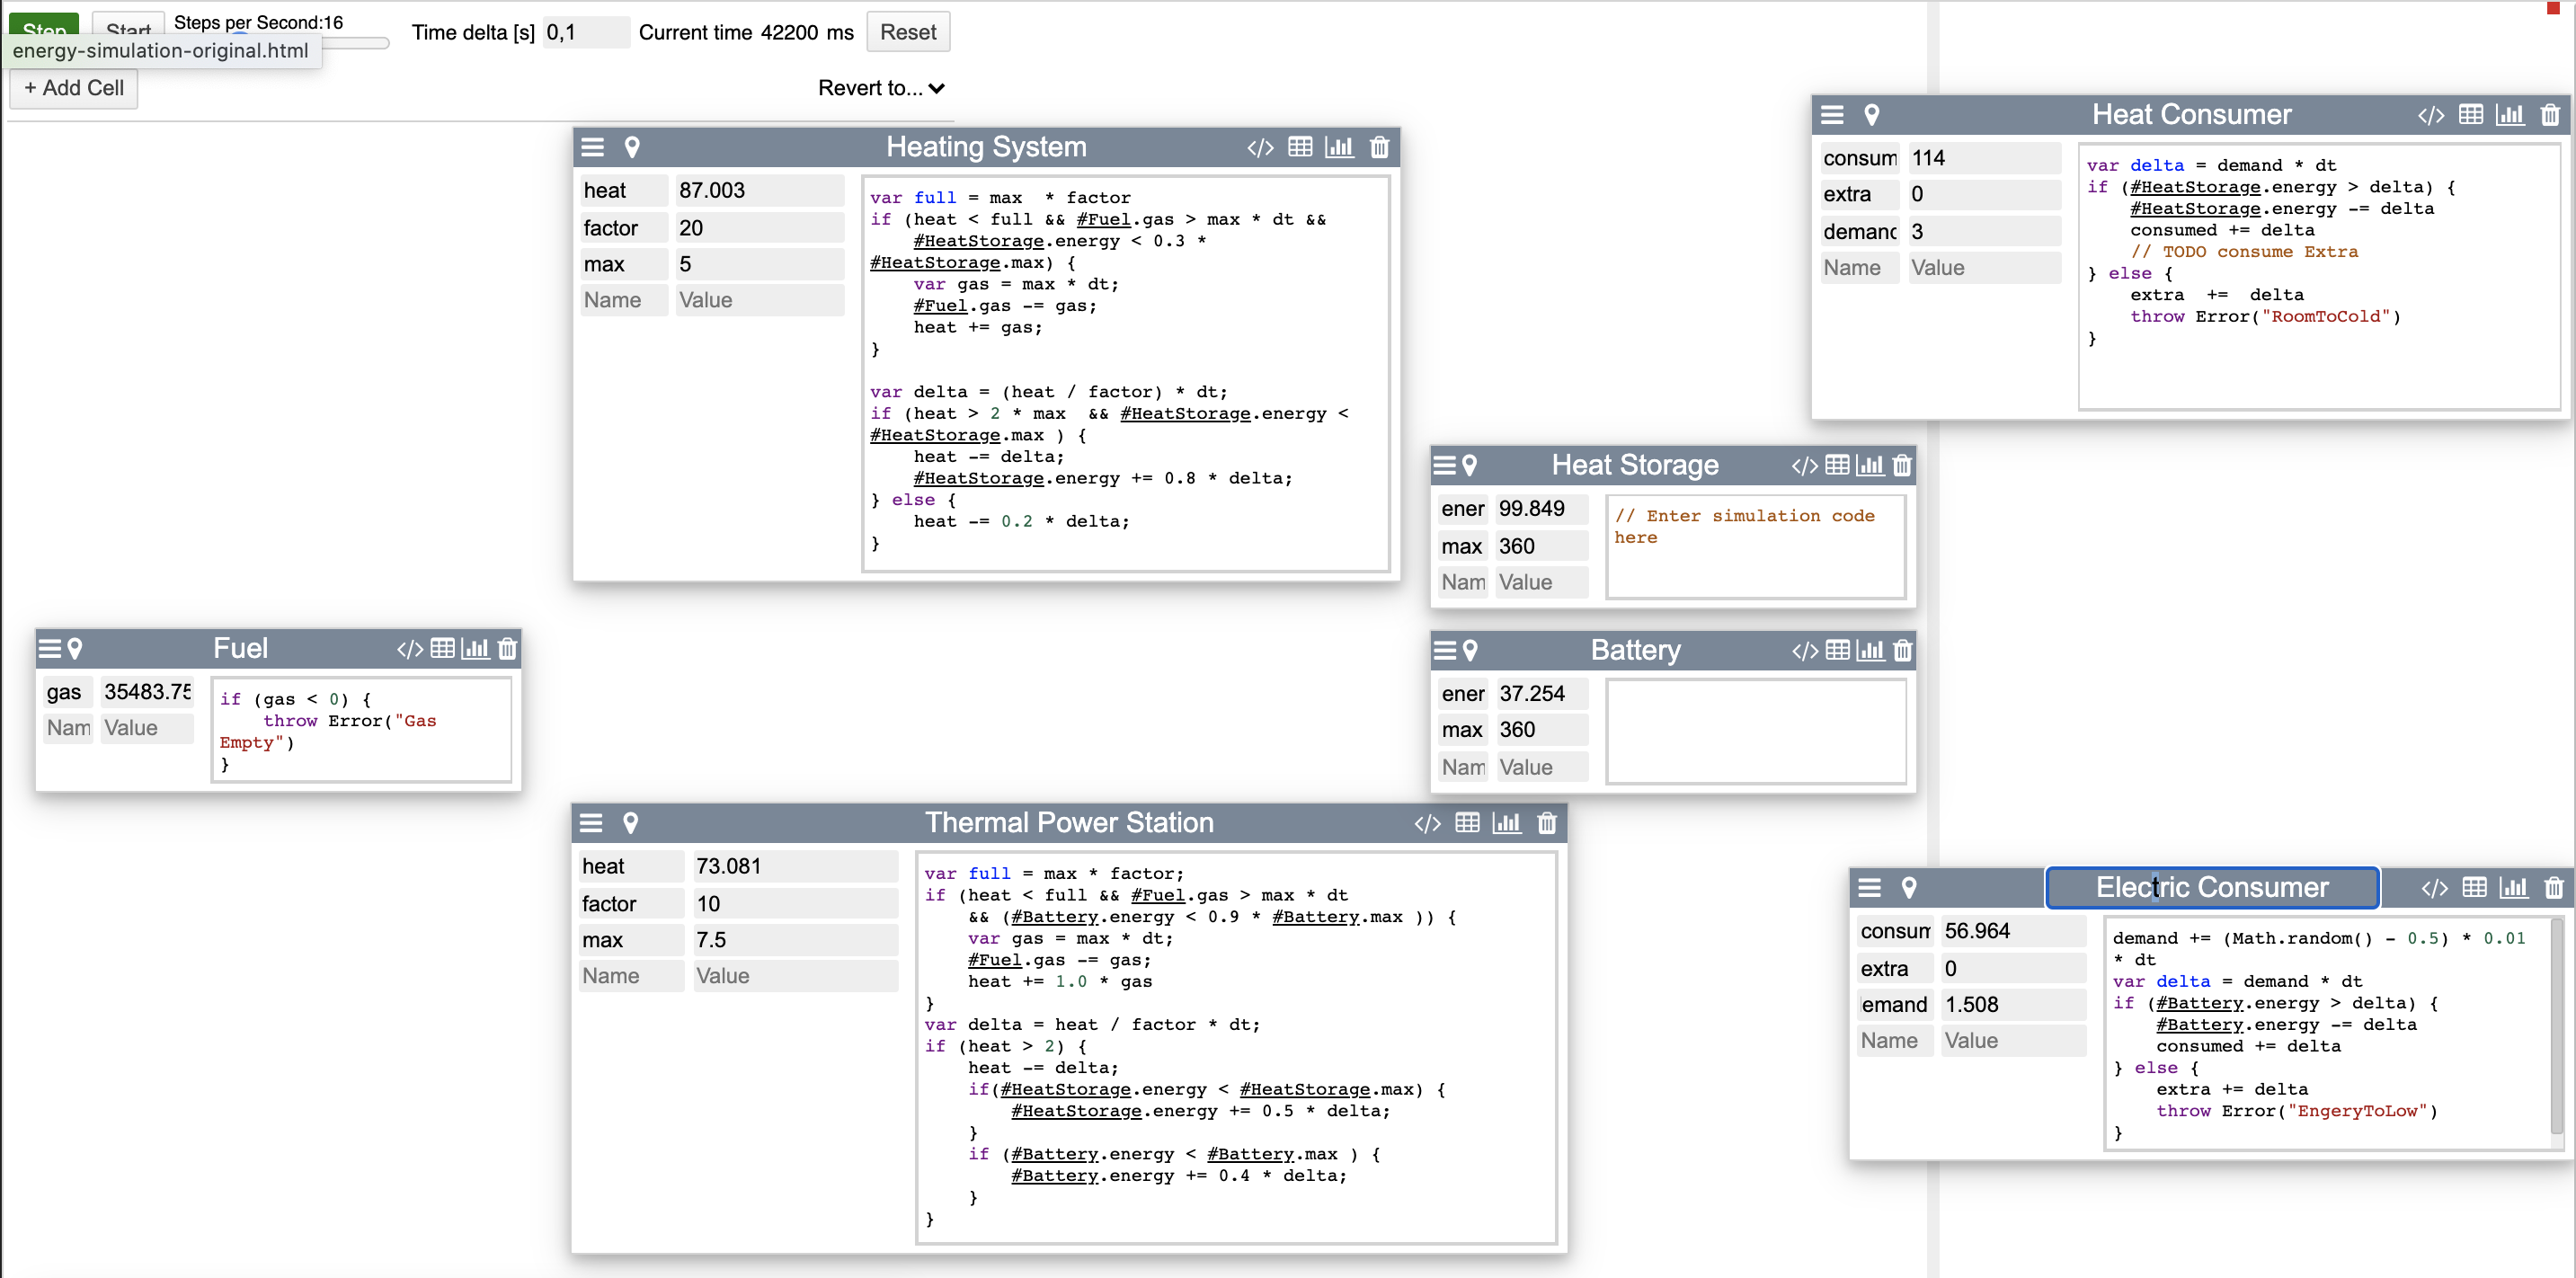 Step
Start
Steps per Second:16
Time delta [s] 0,1
Current time 42200 ms
Reset
energy-simulation-original.html
+ Add Cell
Revert to...
Heating System
heat 87.003
factor 20
max 5
Name Value
var full = max  * factor
if (heat < full && #Fuel.gas > max * dt &&
    #HeatStorage.energy < 0.3 *
#HeatStorage.max) {
    var gas = max * dt;
    #Fuel.gas -= gas;
    heat += gas;
}
var delta = (heat / factor) * dt;
if (heat > 2 * max  && #HeatStorage.energy <
#HeatStorage.max ) {
    heat -= delta;
    #HeatStorage.energy += 0.8 * delta;
} else {
    heat -= 0.2 * delta;
}
Heat Consumer
consum 114
extra 0
demand 3
Name Value
var delta = demand * dt
if (#HeatStorage.energy > delta) {
    #HeatStorage.energy -= delta
    consumed += delta
    // TODO consume Extra
} else {
    extra  +=  delta
    throw Error("RoomToCold")
}
Heat Storage
ener 99.849
max 360
Nam Value
// Enter simulation code
here
Fuel
gas 35483.75
Nam Value
if (gas < 0) {
    throw Error("Gas
Empty")
}
Battery
ener 37.254
max 360
Nam Value
Thermal Power Station
heat 73.081
factor 10
max 7.5
Name Value
var full = max * factor;
if (heat < full && #Fuel.gas > max * dt
    && (#Battery.energy < 0.9 * #Battery.max )) {
    var gas = max * dt;
    #Fuel.gas -= gas;
    heat += 1.0 * gas
}
var delta = heat / factor * dt;
if (heat > 2) {
    heat -= delta;
    if(#HeatStorage.energy < #HeatStorage.max) {
        #HeatStorage.energy += 0.5 * delta;
    }
    if (#Battery.energy < #Battery.max ) {
        #Battery.energy += 0.4 * delta;
    }
}
Electric Consumer
consum 56.964
extra 0
emand 1.508
Name Value
demand += (Math.random() - 0.5) * 0.01
* dt
var delta = demand * dt
if (#Battery.energy > delta) {
    #Battery.energy -= delta
    consumed += delta
} else {
    extra += delta
    throw Error("EngeryToLow")
}